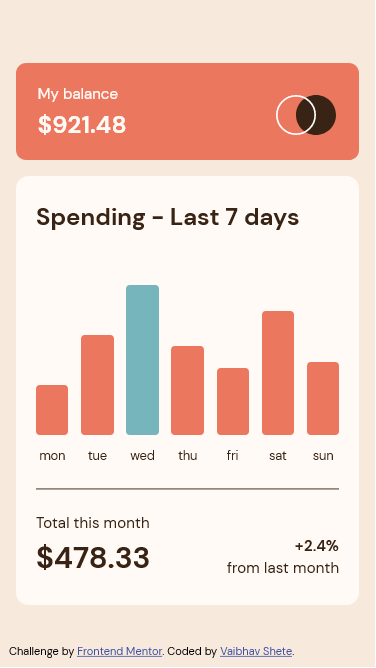 My balance
$921.48
Spending - Last 7 days
mon tue wed thu fri sat sun
Total this month
$478.33
+2.4%
from last month
Challenge by Frontend Mentor. Coded by Vaibhav Shete.